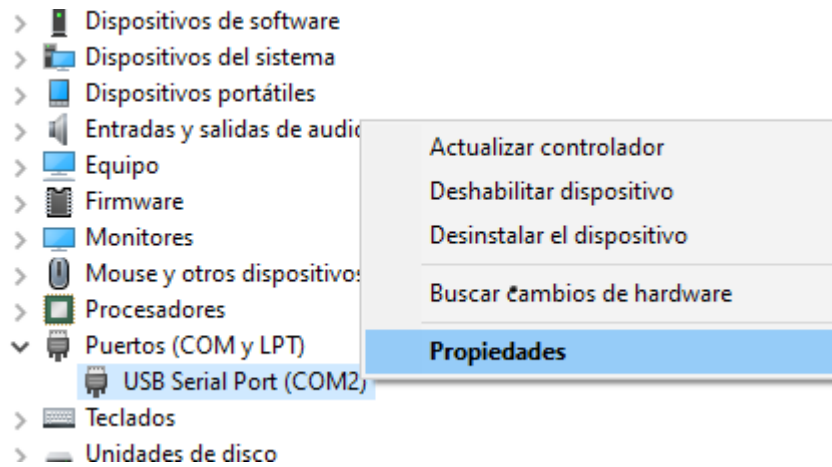 Dispositivos de software
Dispositivos del sistema
Dispositivos portátiles
Entradas y salidas de audio
Equipo
Firmware
Monitores
Mouse y otros dispositivos
Procesadores
Puertos (COM y LPT)
USB Serial Port (COM2)
Teclados
Unidades de disco
Actualizar controlador
Deshabilitar dispositivo
Desinstalar el dispositivo
Buscar cambios de hardware
Propiedades